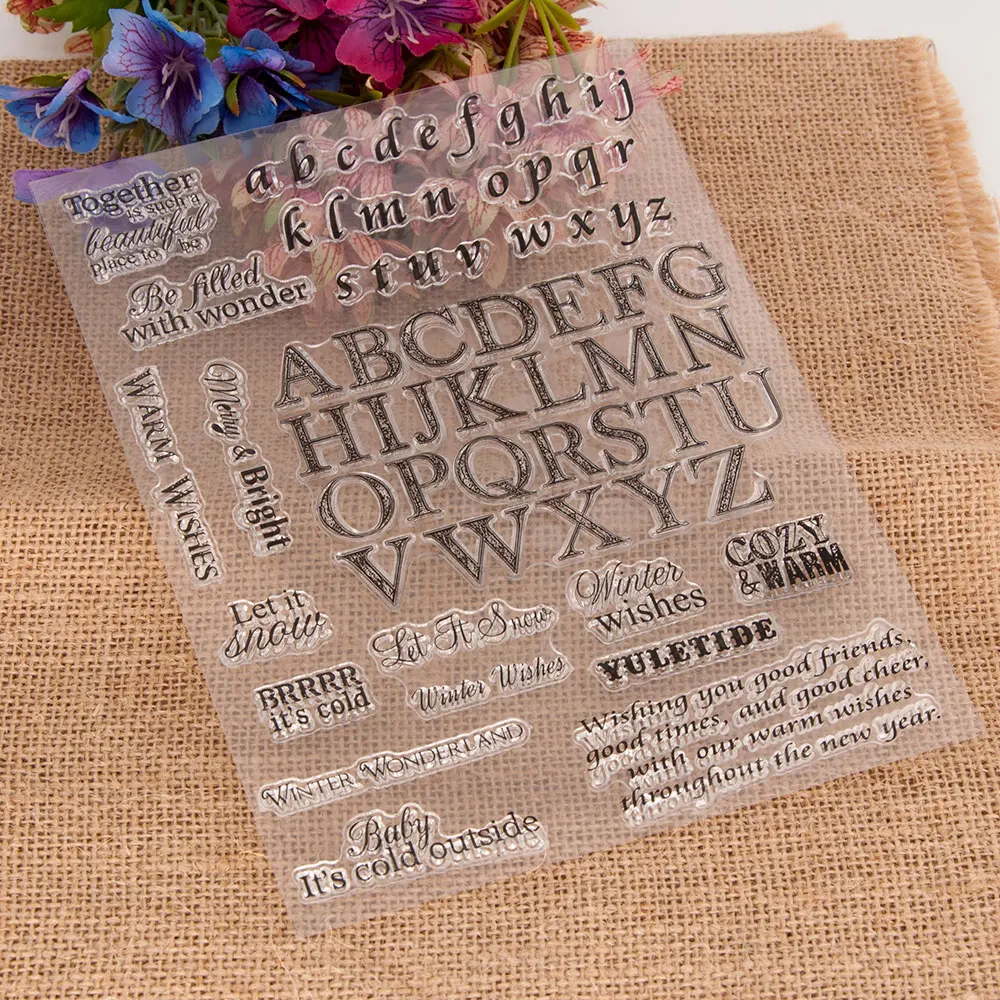 a b c d e f g h i j
k l m n o p q r
s t u v w x y z
Together
is such a
beautiful
place to be
Be filled
with wonder
ABCDEFG
HIJKLMN
OPQRSTU
VWXYZ
WARM WISHES
Merry & Bright
Let it
snow
Let It Snow
Winter Wishes
Winter
wishes
COZY
& WARM
YULETIDE
BRRRR
it's cold
WINTER WONDERLAND
Wishing you good friends,
good times, and good cheer,
with our warm wishes
throughout the new year.
Baby
It's cold outside